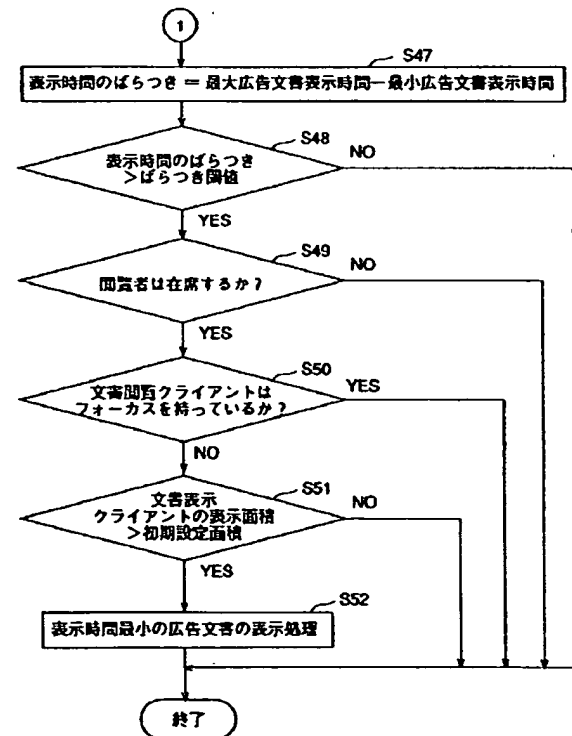 1
S47
表示時間のばらつき = 最大広告文書表示時間-最小広告文書表示時間
S48
表示時間のばらつき
>ばらつき閾値
NO
YES
S49
閲覧者は在席するか?
NO
YES
S50
文書閲覧クライアントは
フォーカスを持っているか?
YES
NO
S51
文書表示
クライアントの表示面積
>初期設定面積
NO
YES
S52
表示時間最小の広告文書の表示処理
終了